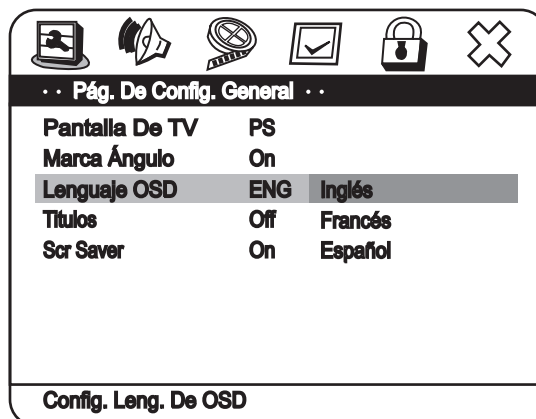 ·· Pág. De Config. General ··
Pantalla De TV PS
Marca Ángulo On
Lenguaje OSD ENG Inglés
Titulos Off Francés
Scr Saver On Español
Config. Leng. De OSD